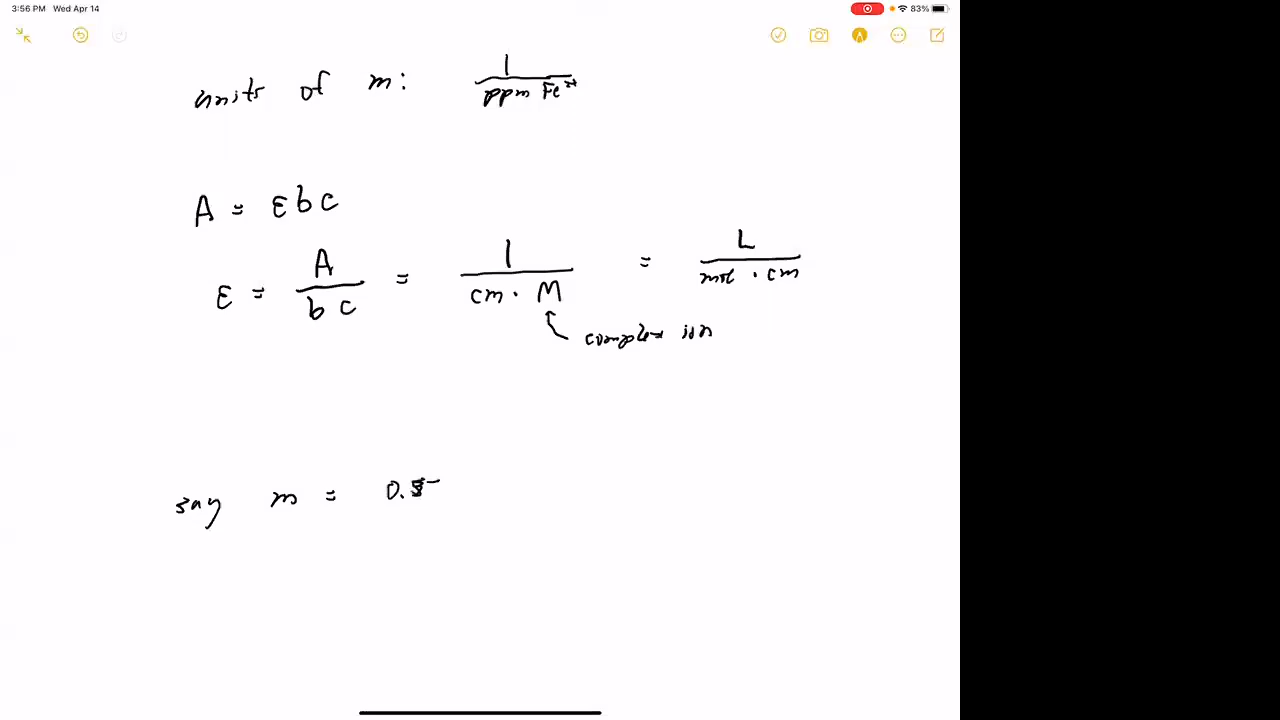 3:56 PM Wed Apr 14 83%
units of m: 1 / ppm Fe²⁺
A = εbc
ε = A / b c = 1 / cm · M = L / mol · cm
complex ion
say m = 0.5